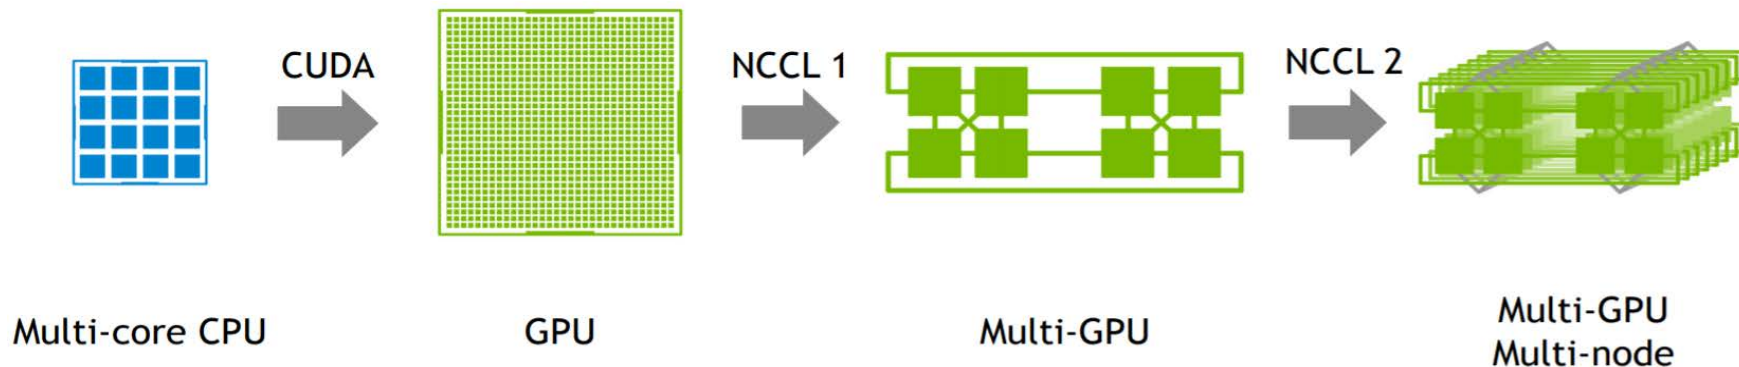 CUDA
NCCL 1
NCCL 2
Multi-core CPU
GPU
Multi-GPU
Multi-GPU
Multi-node